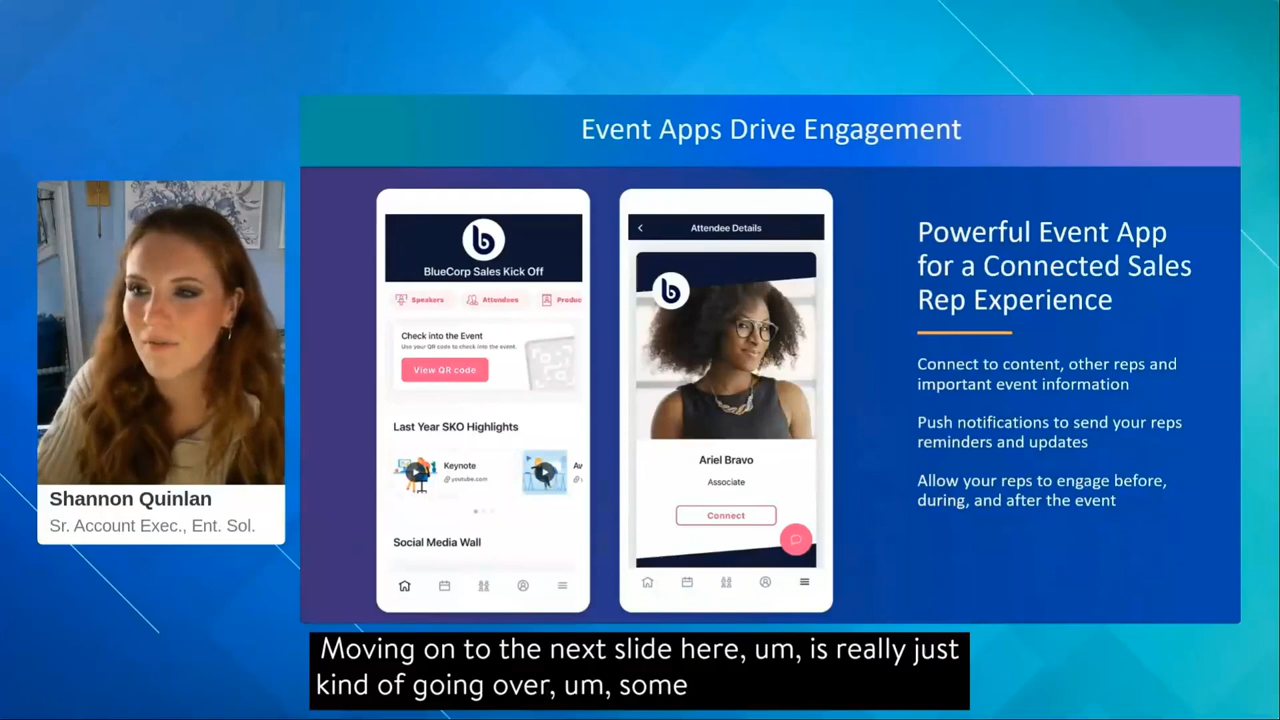 Event Apps Drive Engagement
Shannon Quinlan
Sr. Account Exec., Ent. Sol.
b
BlueCorp Sales Kick Off
Speakers
Attendees
Produc
Check into the Event
Use your QR code to check into the event.
View QR code
Last Year SKO Highlights
Keynote
youtube.com
Av
Social Media Wall
Attendee Details
b
Ariel Bravo
Associate
Connect
Powerful Event App
for a Connected Sales
Rep Experience
Connect to content, other reps and
important event information
Push notifications to send your reps
reminders and updates
Allow your reps to engage before,
during, and after the event
Moving on to the next slide here, um, is really just
kind of going over, um, some